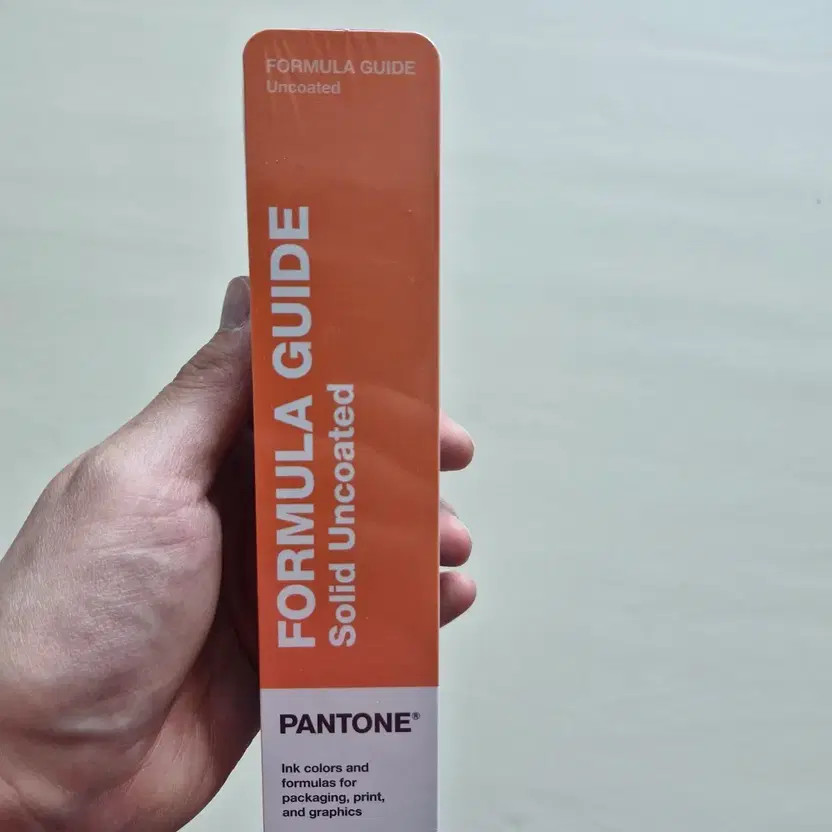 FORMULA GUIDE
Uncoated
FORMULA GUIDE
Solid Uncoated
PANTONE®
Ink colors and
formulas for
packaging, print,
and graphics